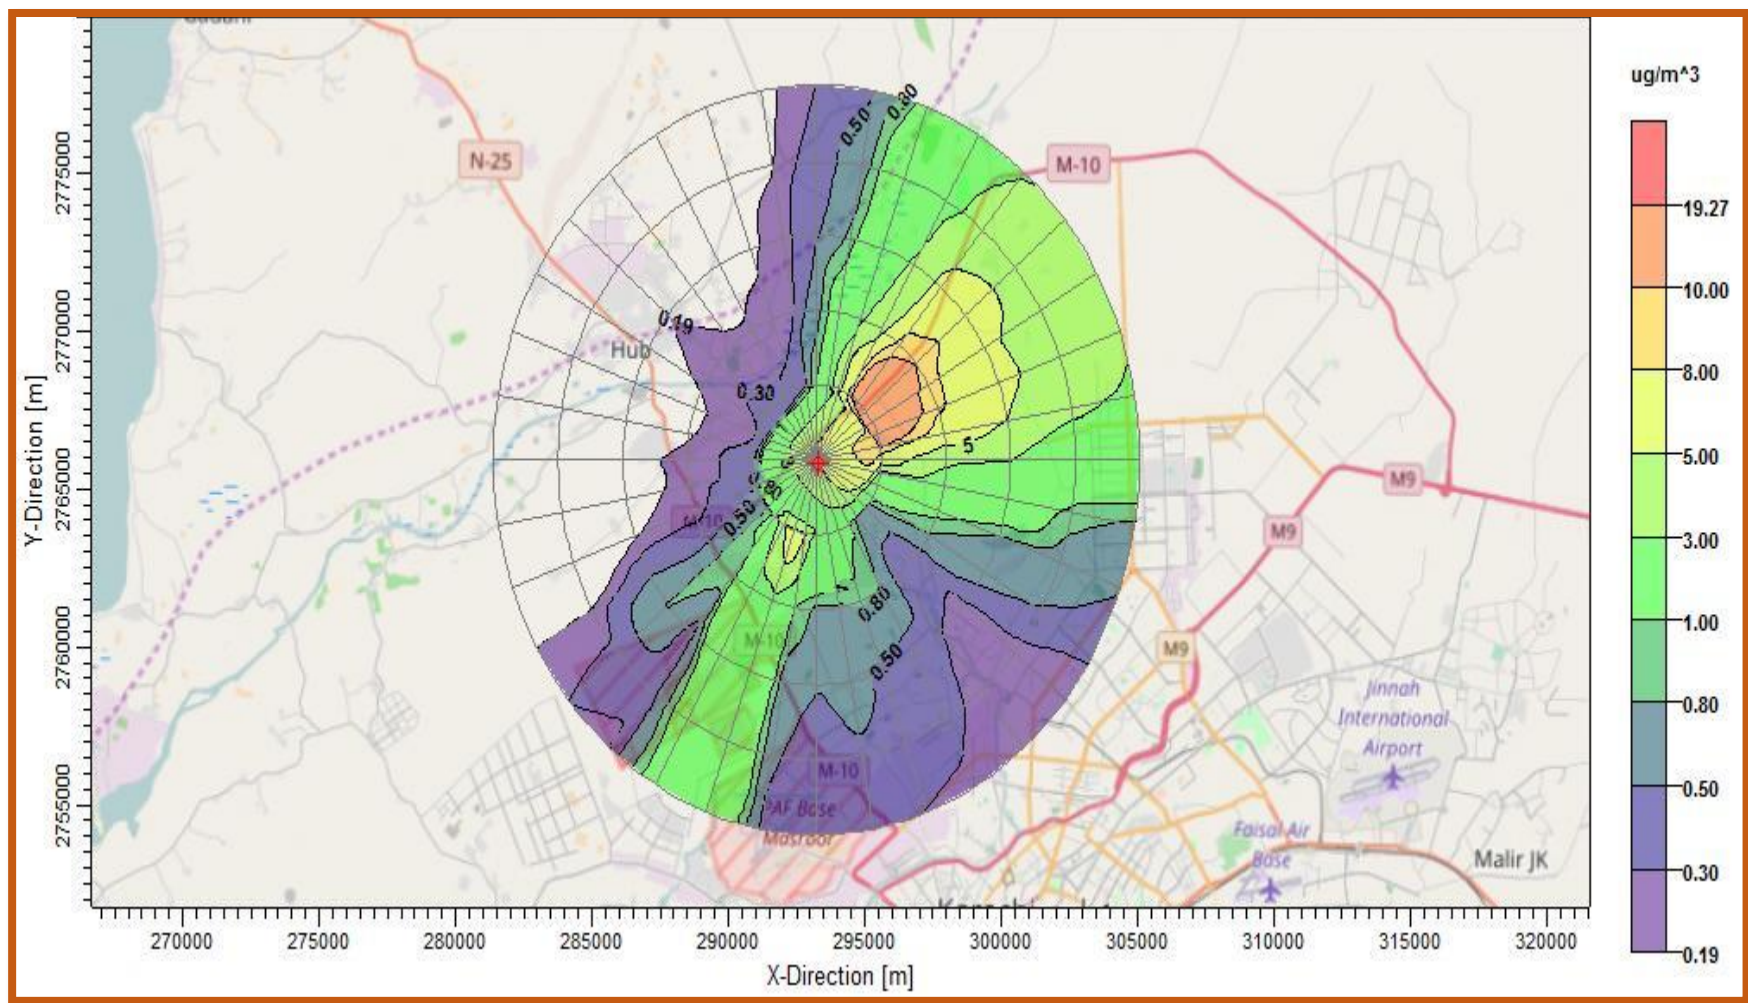 ug/m^3
N-25
M-10
0.50
0.80
19.27
10.00
8.00
5.00
3.00
1.00
0.80
0.50
0.30
0.19
0.19
Hub
0.30
5
0.80
0.50
M-10
M9
M9
M9
1
0.80
M-10
0.50
M-10
PAF Base
Masroor
Jinnah
International
Airport
Faisal Air
Base
Malir JK
2775000
2770000
2765000
2760000
2755000
Y-Direction [m]
270000 275000 280000 285000 290000 295000 300000 305000 310000 315000 320000
X-Direction [m]